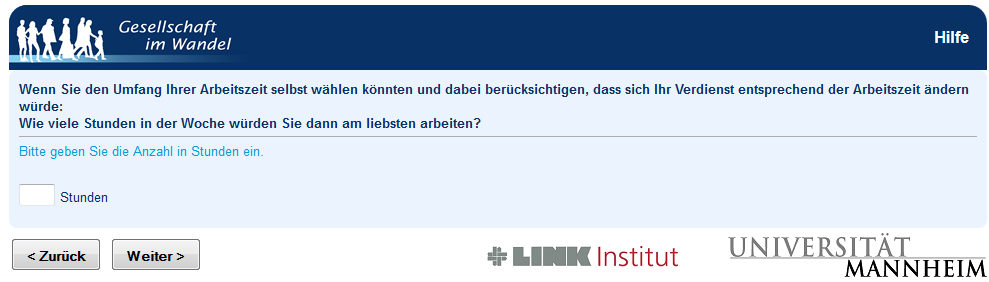 Gesellschaft
im Wandel
Hilfe
Wenn Sie den Umfang Ihrer Arbeitszeit selbst wählen könnten und dabei berücksichtigen, dass sich Ihr Verdienst entsprechend der Arbeitszeit ändern
würde:
Wie viele Stunden in der Woche würden Sie dann am liebsten arbeiten?
Bitte geben Sie die Anzahl in Stunden ein.
Stunden
< Zurück
Weiter >
LINK Institut
UNIVERSITÄT
MANNHEIM